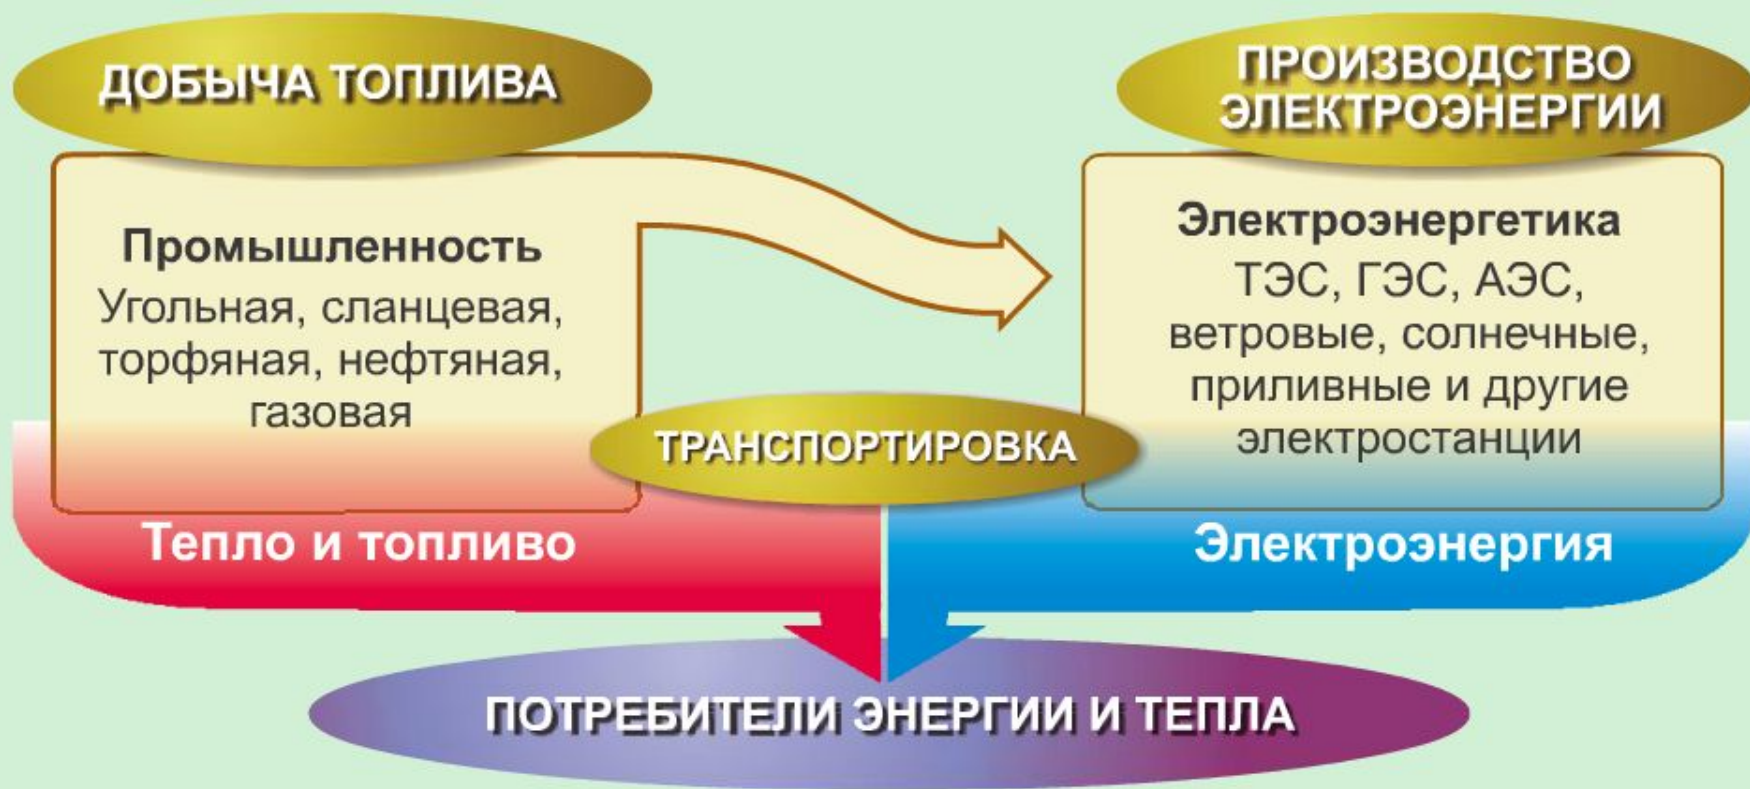 ДОБЫЧА ТОПЛИВА
Промышленность
Угольная, сланцевая,
торфяная, нефтяная,
газовая
ПРОИЗВОДСТВО
ЭЛЕКТРОЭНЕРГИИ
Электроэнергетика
ТЭС, ГЭС, АЭС,
ветровые, солнечные,
приливные и другие
электростанции
ТРАНСПОРТИРОВКА
Тепло и топливо
Электроэнергия
ПОТРЕБИТЕЛИ ЭНЕРГИИ И ТЕПЛА